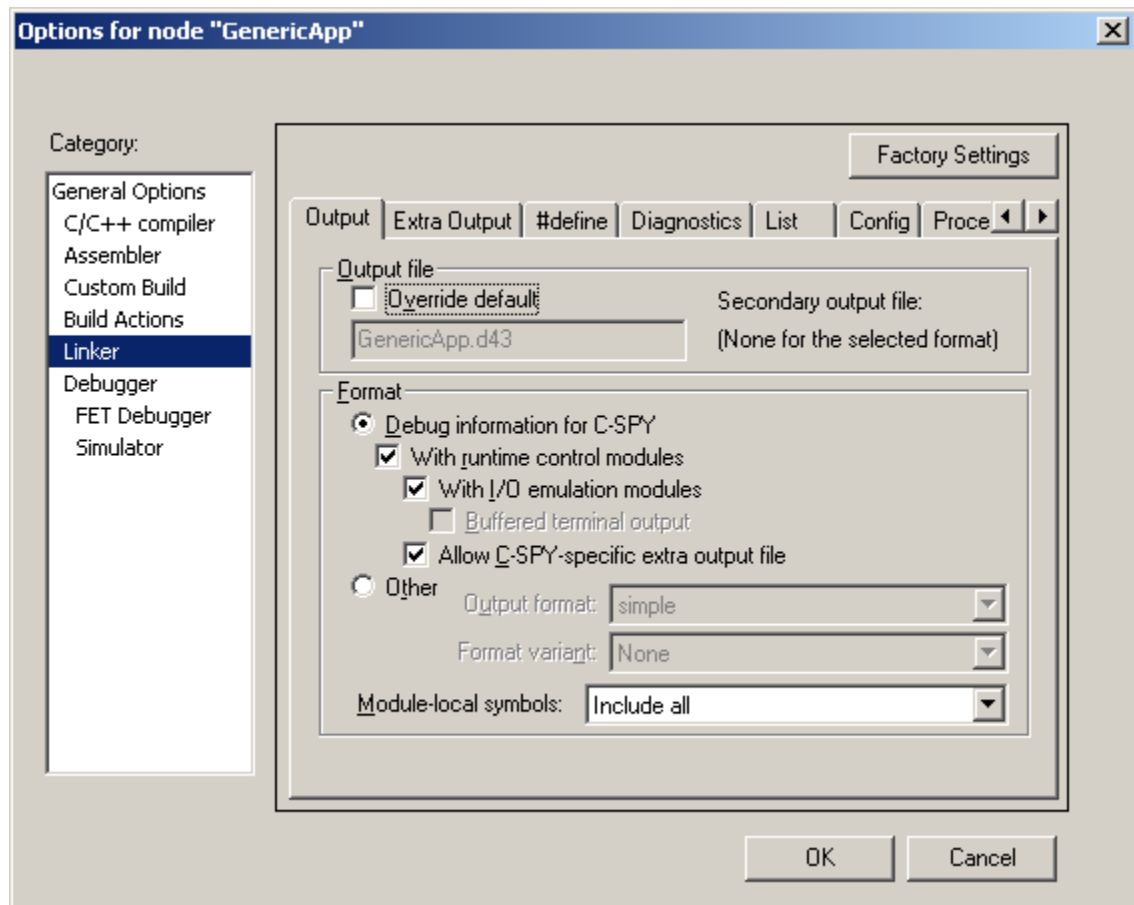 Options for node "GenericApp"
Category:
General Options
C/C++ compiler
Assembler
Custom Build
Build Actions
Linker
Debugger
FET Debugger
Simulator
Factory Settings
Output Extra Output #define Diagnostics List Config Proce
Output file
Override default
GenericApp.d43
Secondary output file:
(None for the selected format)
Format
Debug information for C-SPY
With runtime control modules
With I/O emulation modules
Buffered terminal output
Allow C-SPY-specific extra output file
Other
Output format: simple
Format variant: None
Module-local symbols: Include all
OK Cancel